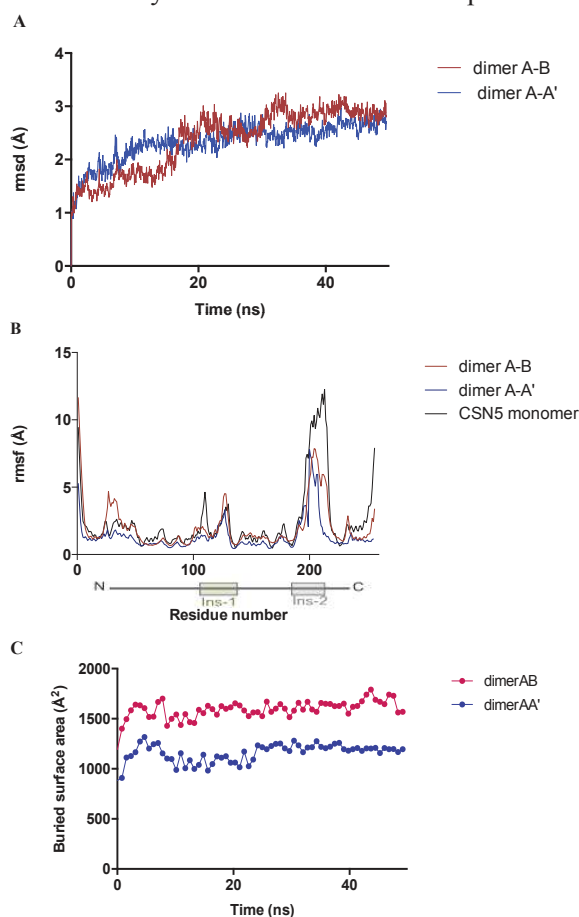 A
dimer A-B
dimer A-A'
4
3
2
1
0
rmsd (Å)
0
20
40
Time (ns)
B
15
10
5
0
rmsf (Å)
dimer A-B
dimer A-A'
CSN5 monomer
0
100
200
N
Ins-1
Ins-2
C
Residue number
C
2000
1500
1000
500
0
Buried surface area (Å²)
dimerAB
dimerAA'
0
20
40
Time (ns)